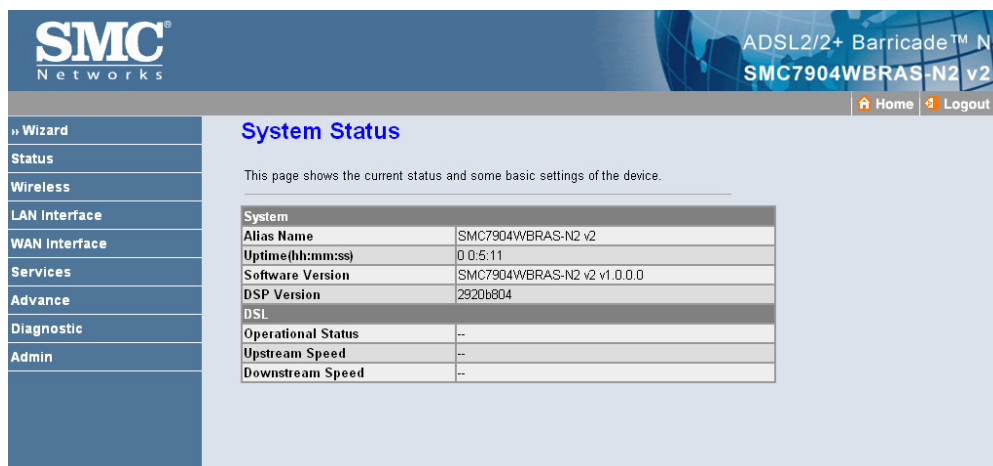 SMC®
Networks
ADSL2/2+ Barricade™ N
SMC7904WBRAS-N2 v2
Home
Logout
» Wizard
Status
Wireless
LAN Interface
WAN Interface
Services
Advance
Diagnostic
Admin
System Status
This page shows the current status and some basic settings of the device.
System
Alias Name SMC7904WBRAS-N2 v2
Uptime(hh:mm:ss) 0 0:5:11
Software Version SMC7904WBRAS-N2 v2 v1.0.0.0
DSP Version 2920b804
DSL
Operational Status --
Upstream Speed --
Downstream Speed --